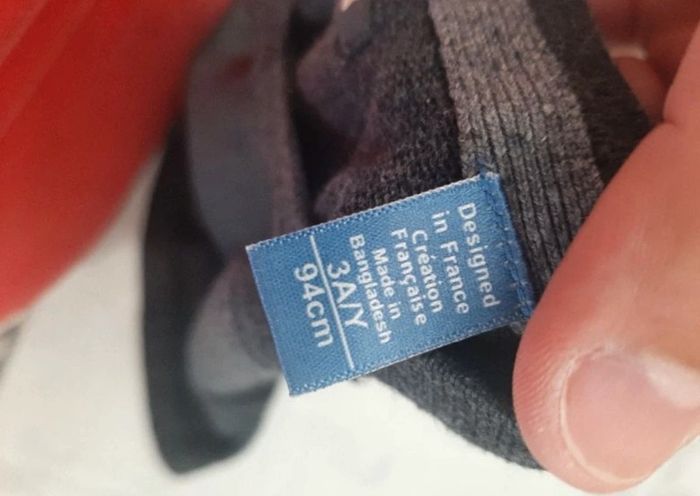 Designed
in France
Création
Française
Made in
Bangladesh
3A/Y
94cm